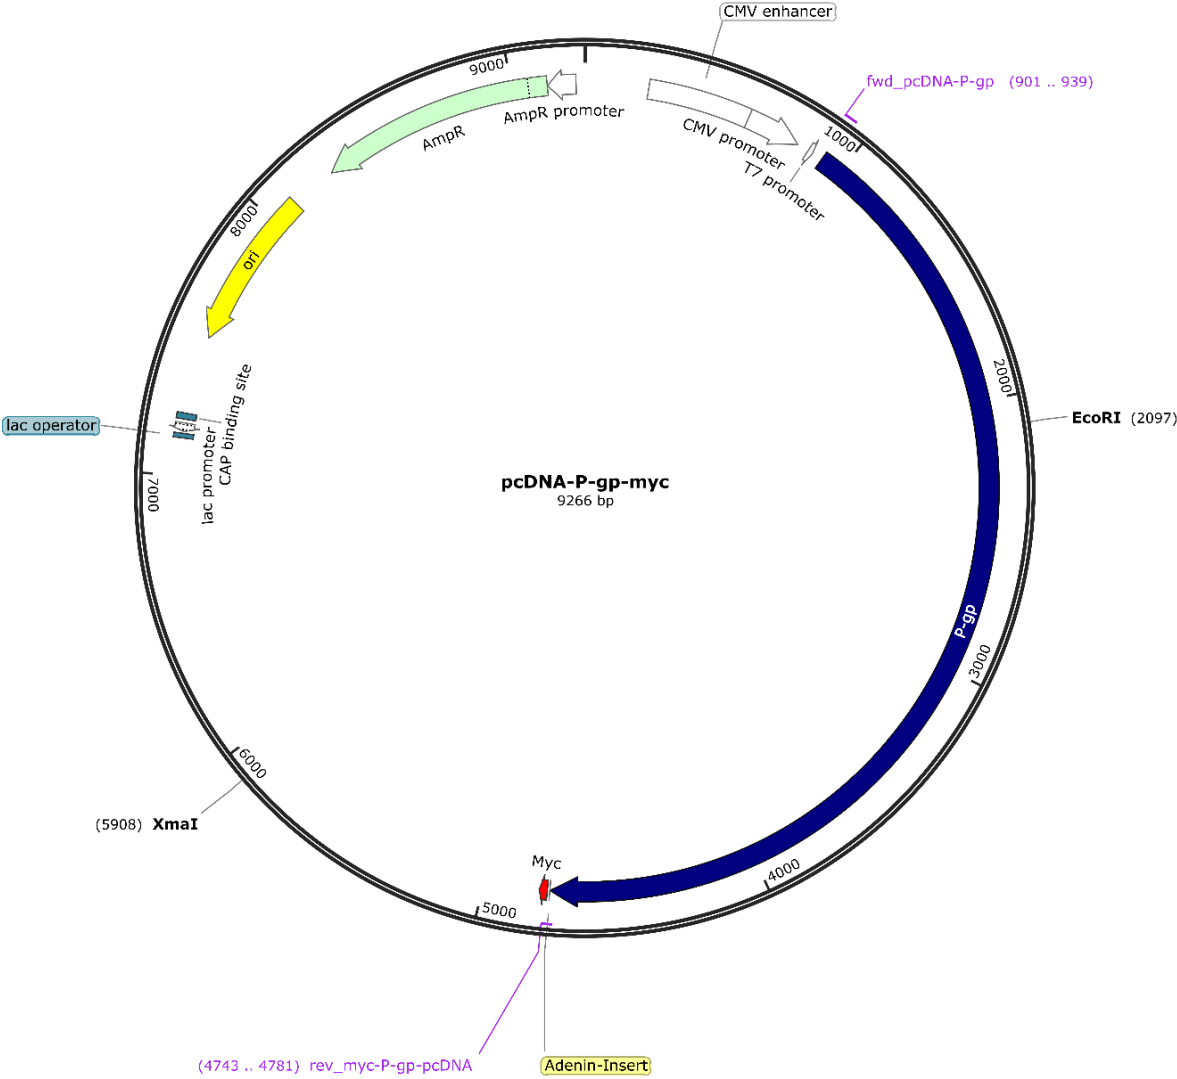 CMV enhancer
9000
fwd_pcDNA-P-gp (901 .. 939)
AmpR promoter
AmpR
CMV promoter
1000
T7 promoter
8000
ori
2000
EcoRI (2097)
lac operator
CAP binding site
lac promoter
7000
pcDNA-P-gp-myc
9266 bp
P-gp
3000
6000
(5908) XmaI
Myc
4000
5000
(4743 .. 4781) rev_myc-P-gp-pcDNA
Adenin-Insert